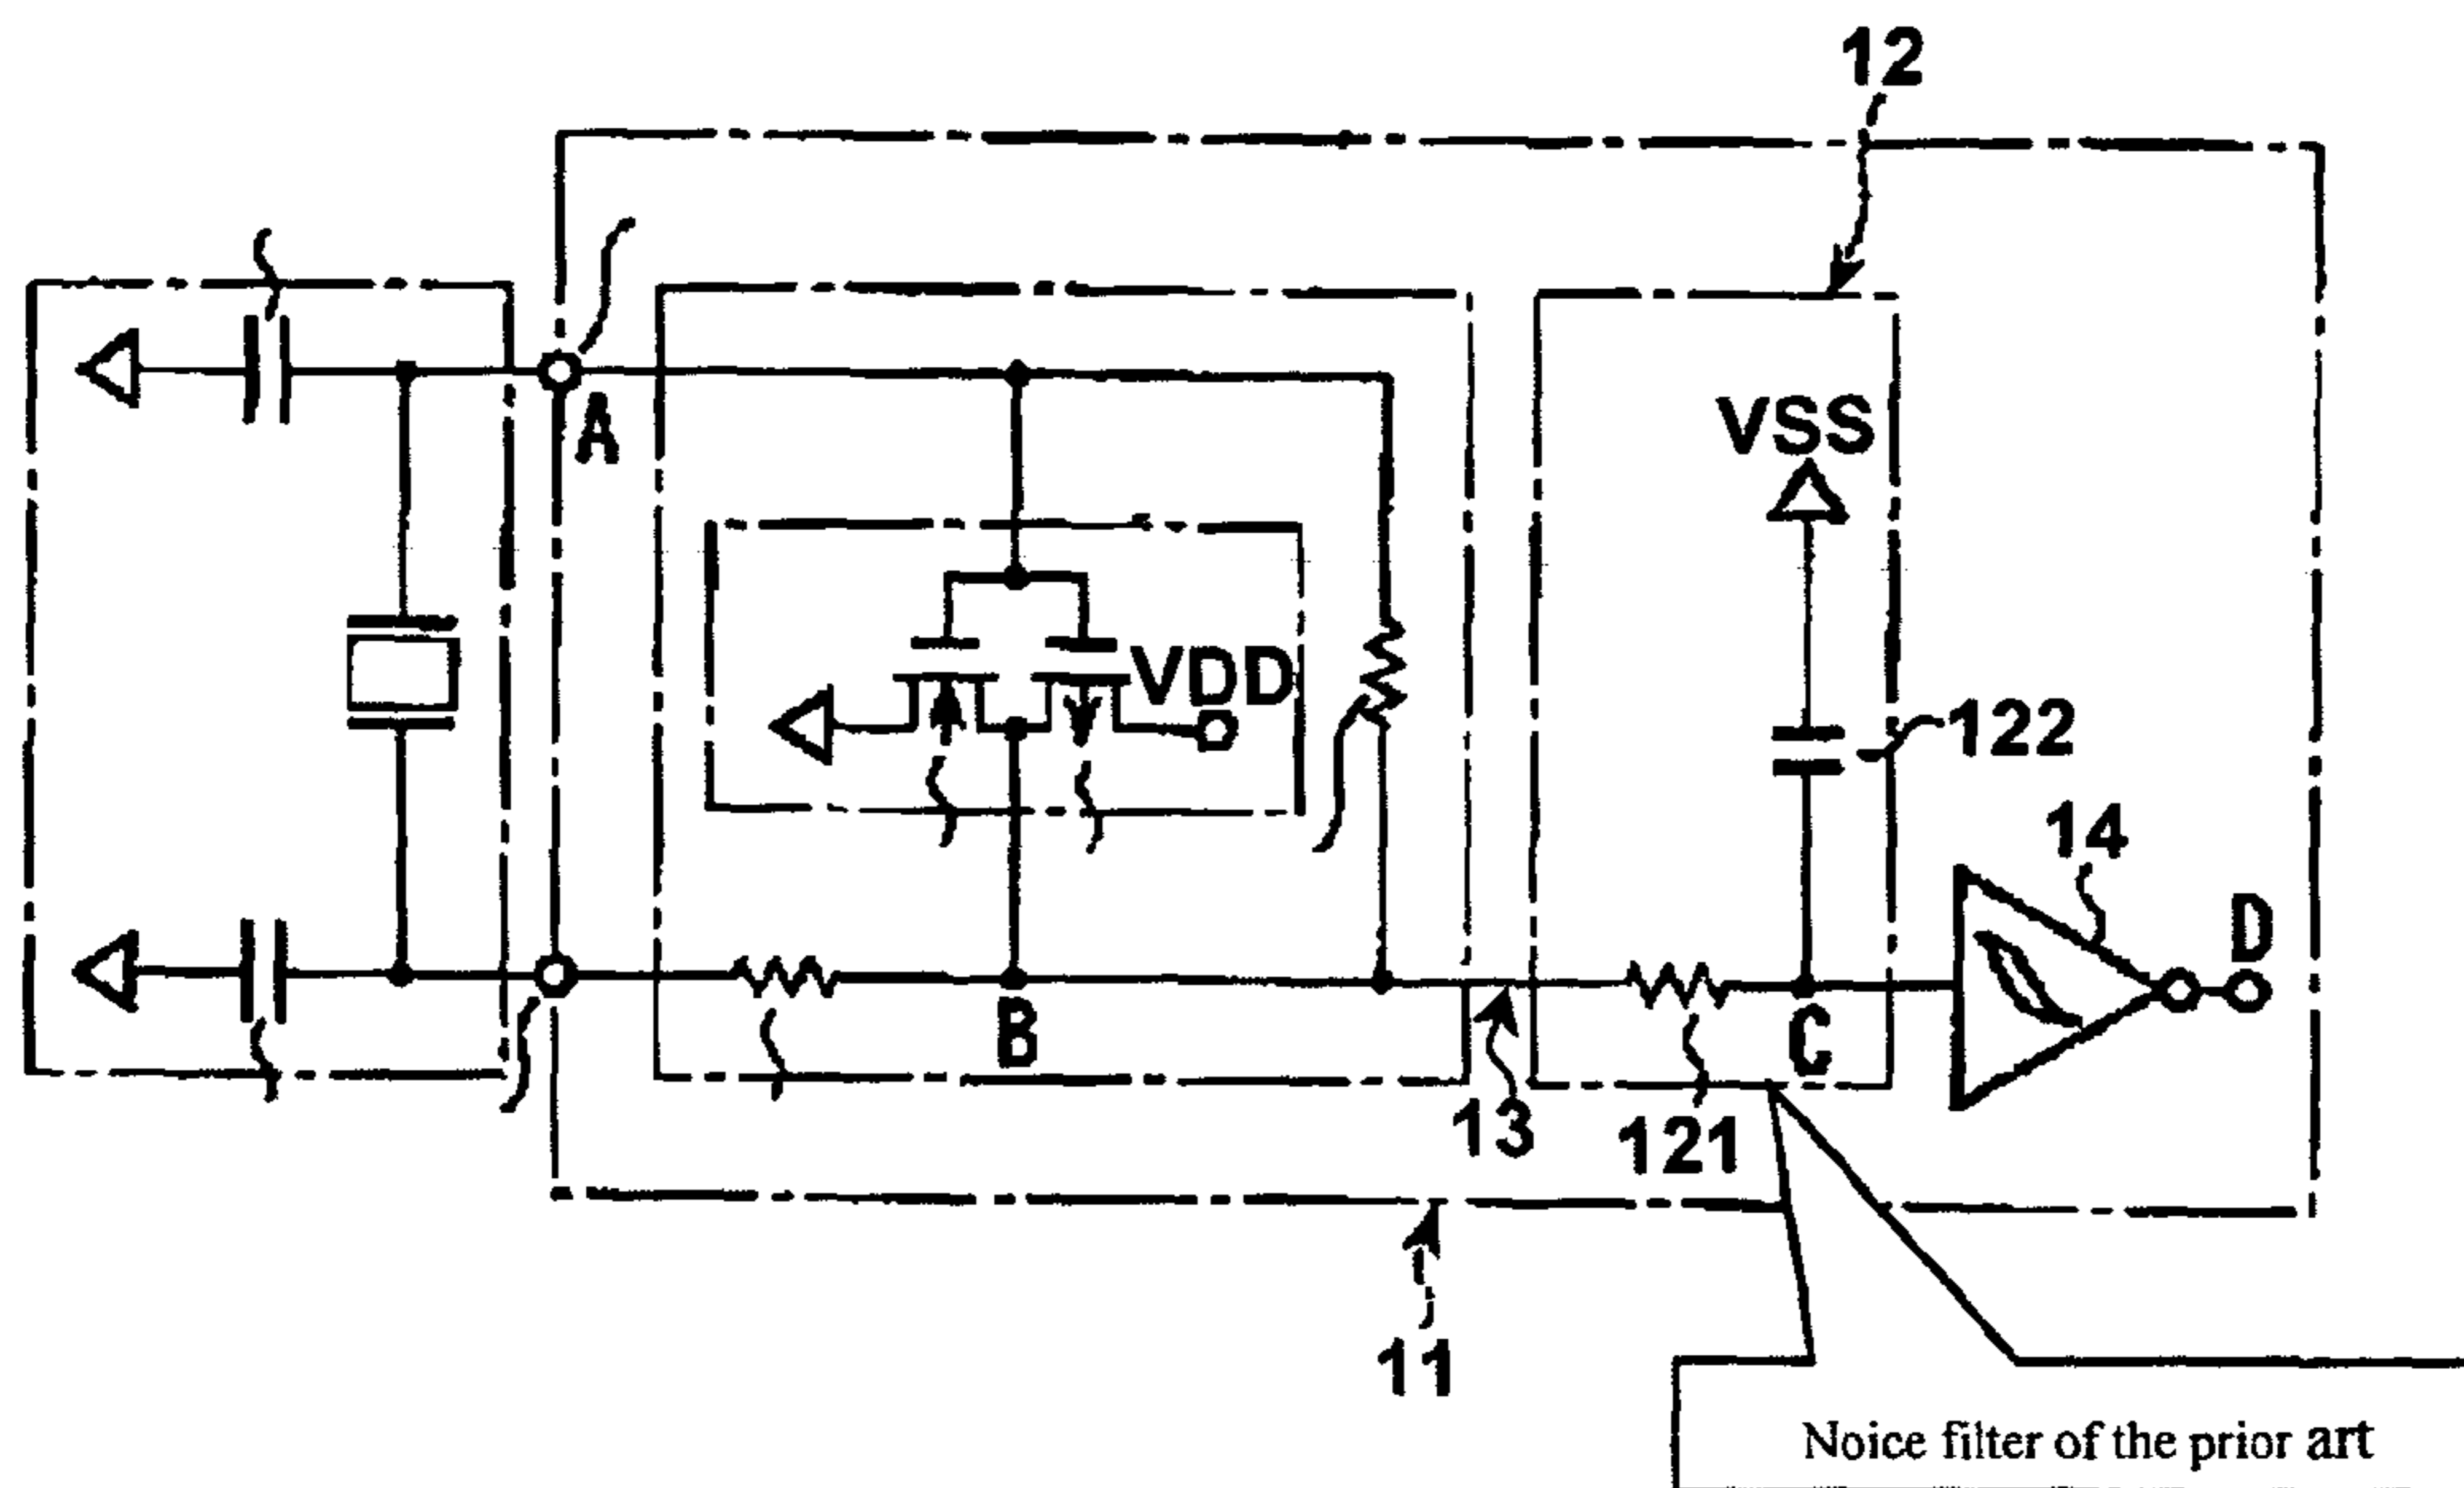 12
A
VSS
VDD
122
14
D
B
C
13
121
11
Noice filter of the prior art